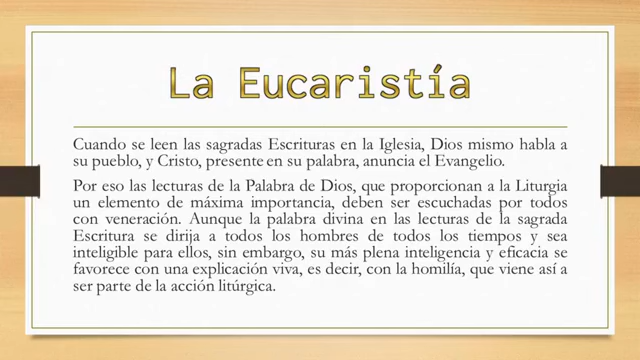 La Eucaristía
Cuando se leen las sagradas Escrituras en la Iglesia, Dios mismo habla a
su pueblo, y Cristo, presente en su palabra, anuncia el Evangelio.
Por eso las lecturas de la Palabra de Dios, que proporcionan a la Liturgia
un elemento de máxima importancia, deben ser escuchadas por todos
con veneración. Aunque la palabra divina en las lecturas de la sagrada
Escritura se dirija a todos los hombres de todos los tiempos y sea
inteligible para ellos, sin embargo, su más plena inteligencia y eficacia se
favorece con una explicación viva, es decir, con la homilía, que viene así a
ser parte de la acción litúrgica.